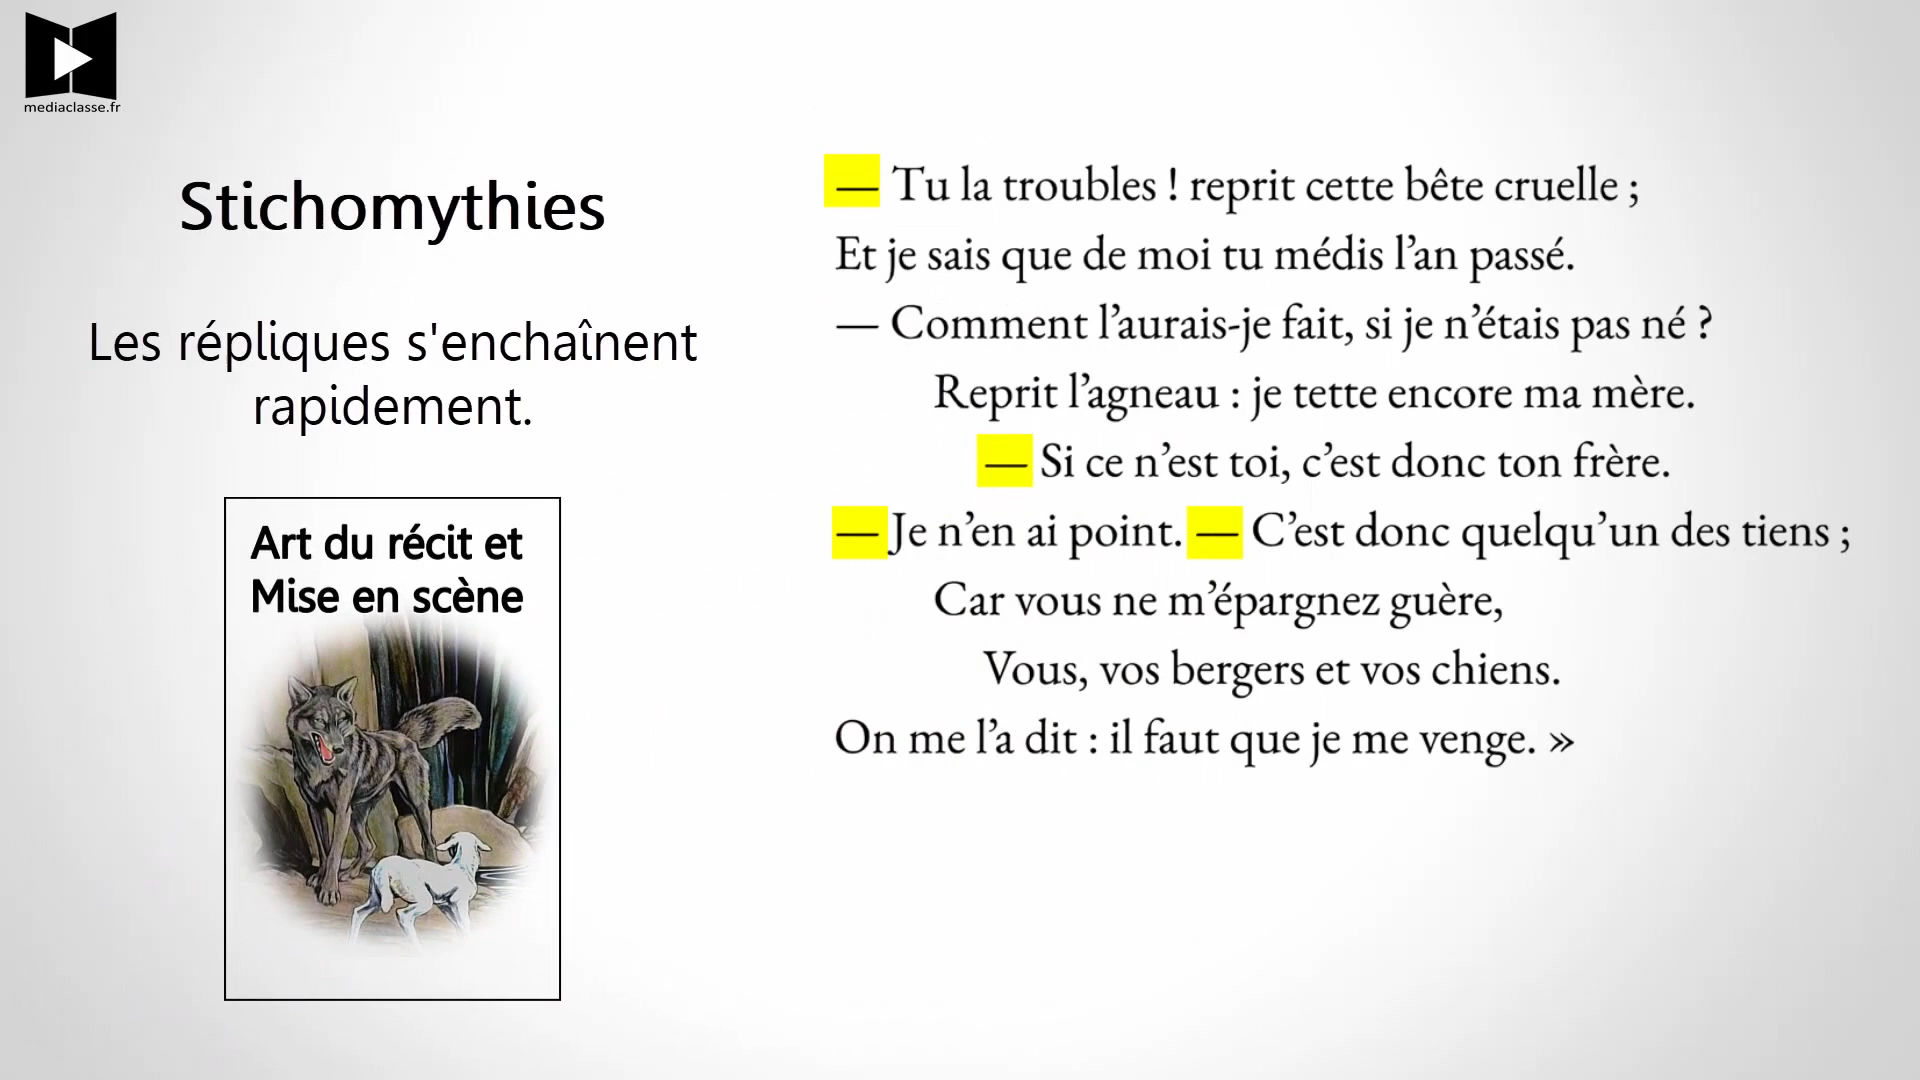 mediaclasse.fr
Stichomythies
Les répliques s'enchaînent
rapidement.
Art du récit et
Mise en scène
— Tu la troubles ! reprit cette bête cruelle ;
Et je sais que de moi tu médis l’an passé.
— Comment l’aurais-je fait, si je n’étais pas né ?
Reprit l’agneau : je tette encore ma mère.
— Si ce n’est toi, c’est donc ton frère.
— Je n’en ai point. — C’est donc quelqu’un des tiens ;
Car vous ne m’épargnez guère,
Vous, vos bergers et vos chiens.
On me l’a dit : il faut que je me venge. »